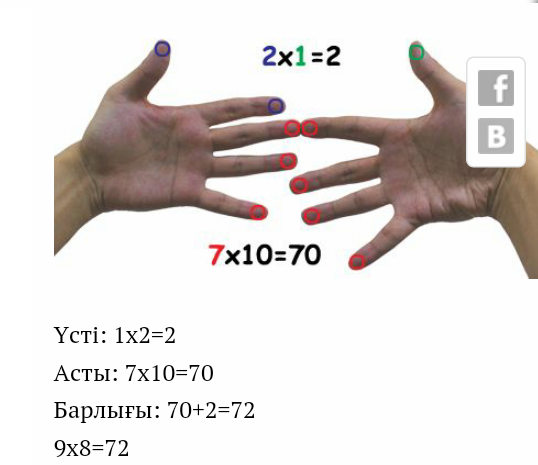 2x1=2
f
B
7x10=70
Үсті: 1x2=2
Асты: 7x10=70
Барлығы: 70+2=72
9x8=72